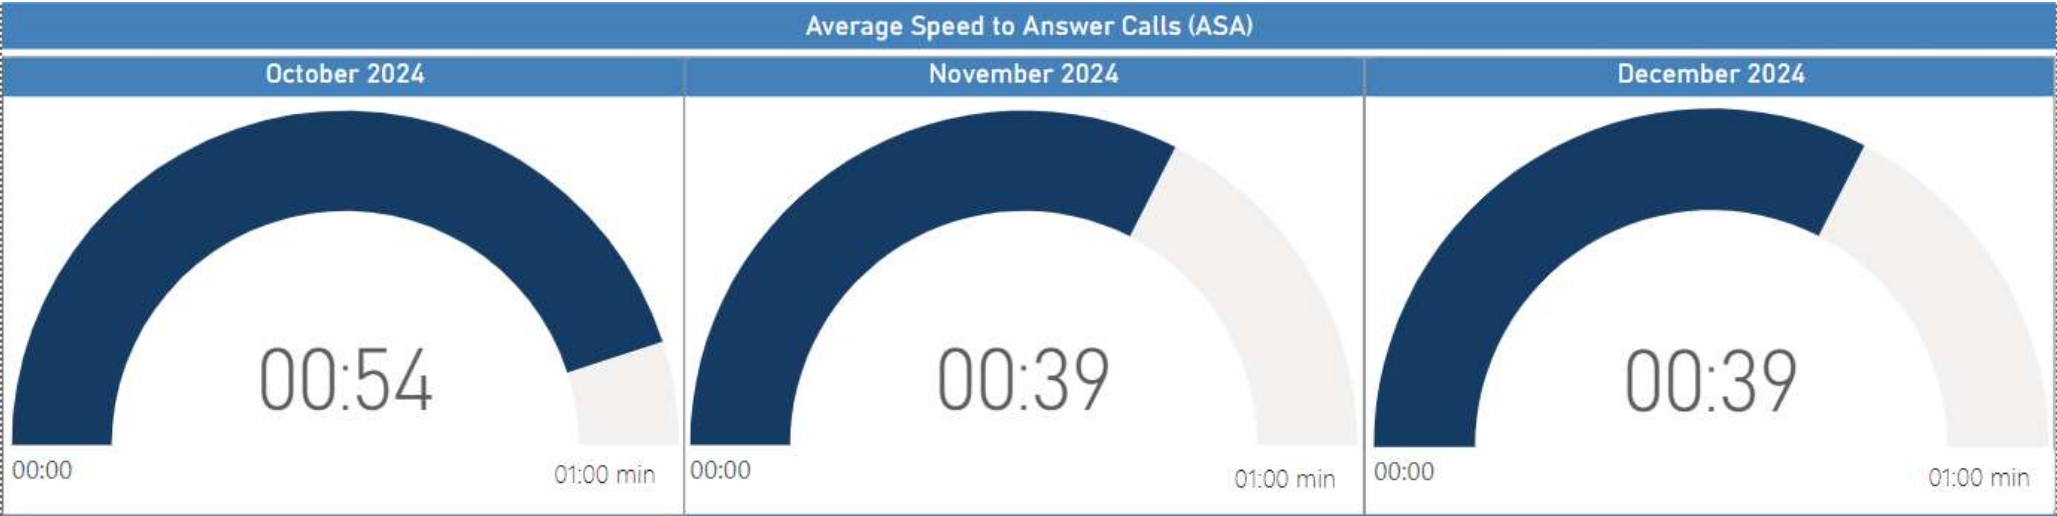 Average Speed to Answer Calls (ASA)
October 2024
November 2024
December 2024
00:54
00:39
00:39
00:00
01:00 min
00:00
01:00 min
00:00
01:00 min